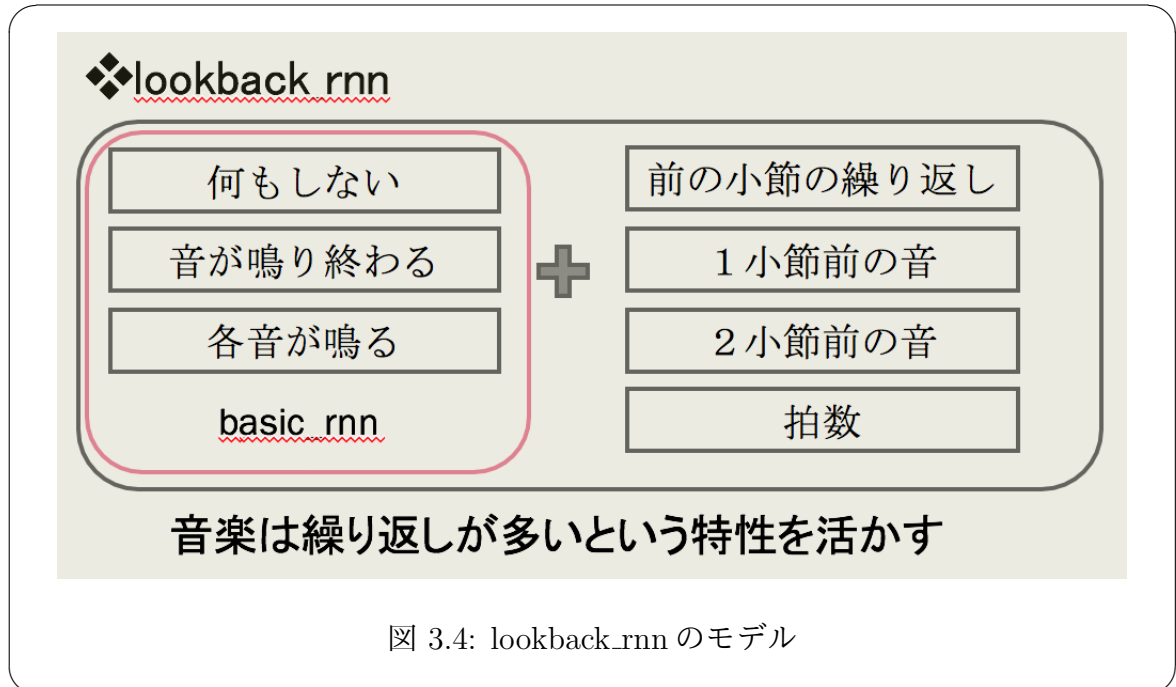 ❖lookback_rnn
何もしない
音が鳴り終わる
各音が鳴る
basic_rnn
前の小節の繰り返し
１小節前の音
２小節前の音
拍数
音楽は繰り返しが多いという特性を活かす
図 3.4: lookback_rnn のモデル